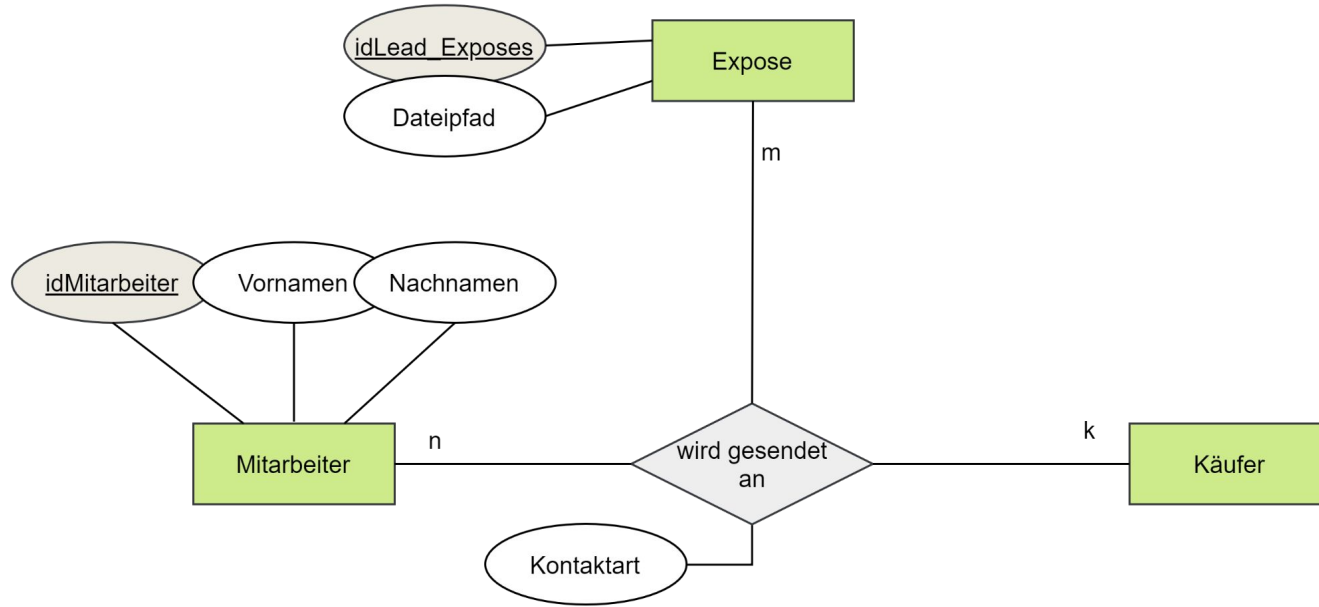 idLead_Exposes
Expose
Dateipfad
m
idMitarbeiter
Vornamen
Nachnamen
Mitarbeiter
n
wird gesendet
an
k
Käufer
Kontaktart